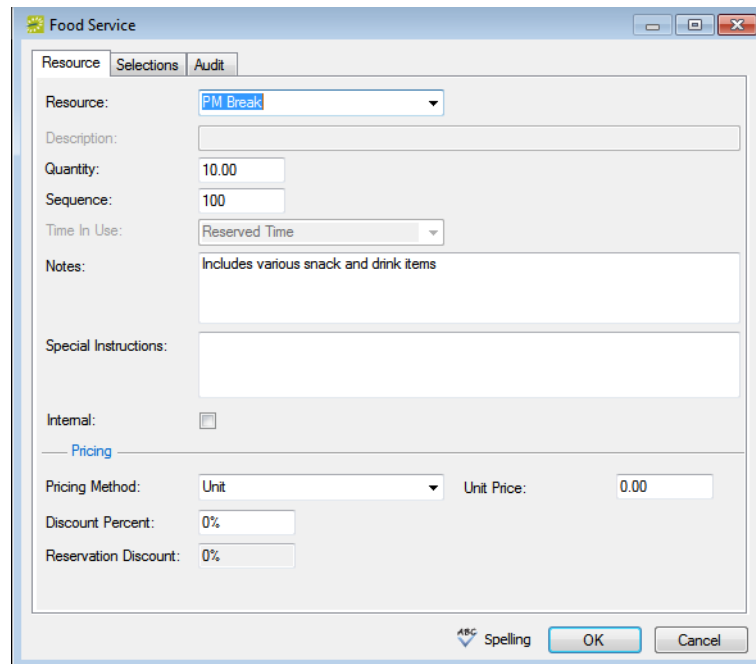 Food Service
Resource Selections Audit
Resource: PM Break
Description:
Quantity: 10.00
Sequence: 100
Time In Use: Reserved Time
Notes: Includes various snack and drink items
Special Instructions:
Internal:
Pricing
Pricing Method: Unit Unit Price: 0.00
Discount Percent: 0%
Reservation Discount: 0%
ABC Spelling OK Cancel